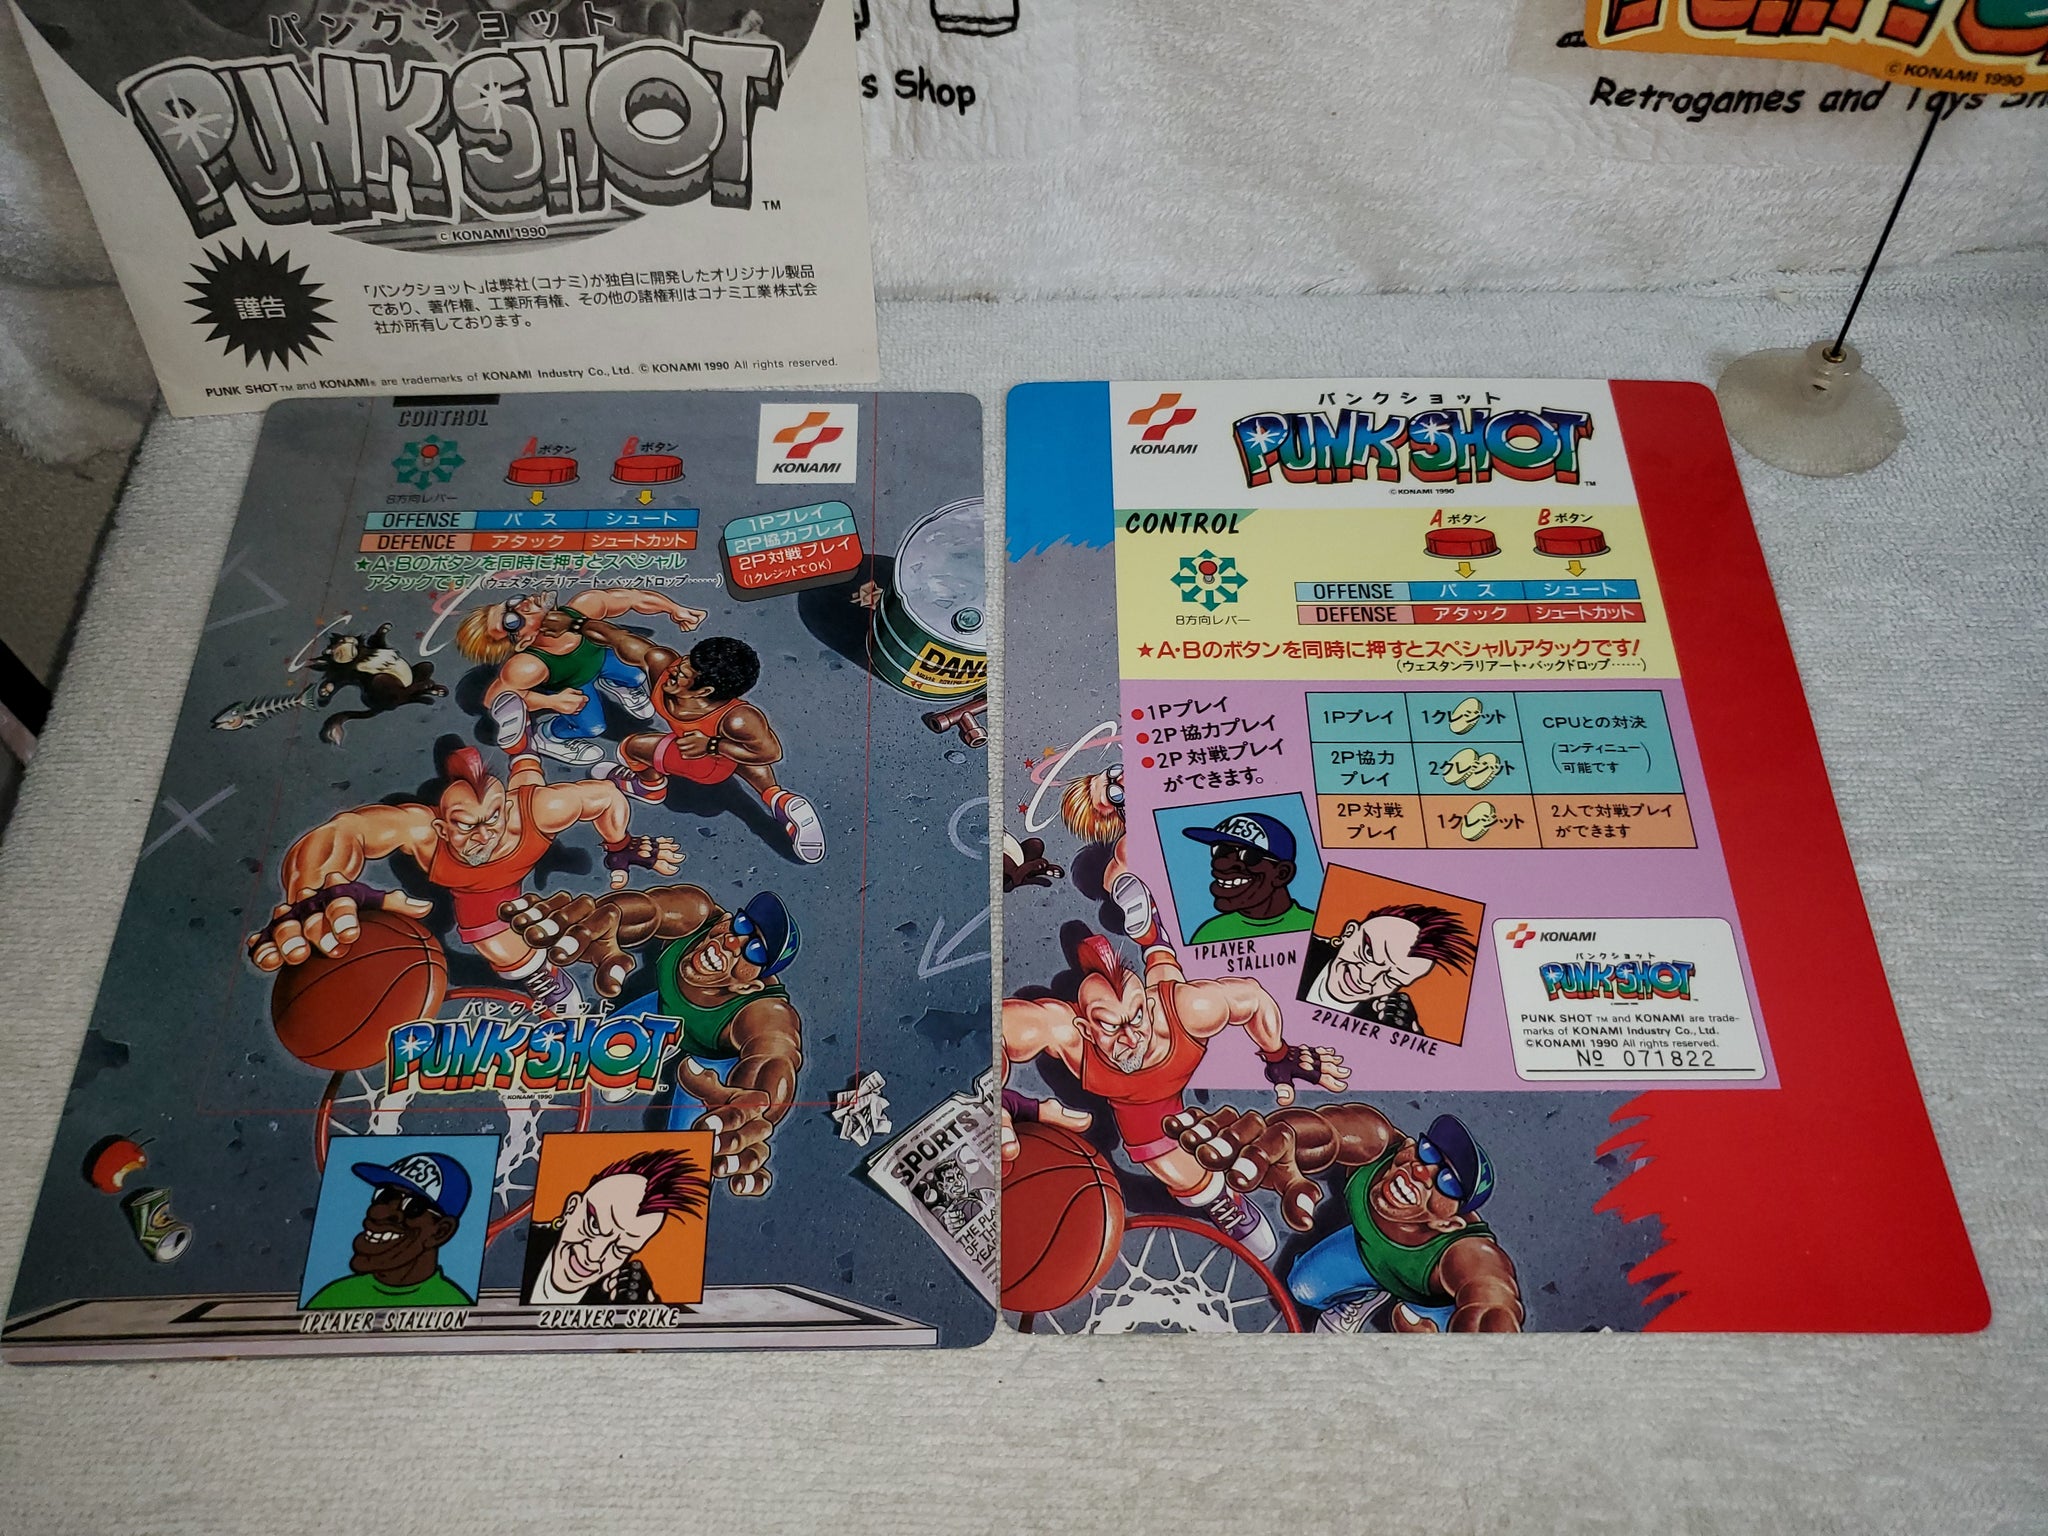 パンクショット
PUNK SHOT™
© KONAMI 1990
謹告
「パンクショット」は弊社(コナミ)が独自に開発したオリジナル製品
であり、著作権、工業所有権、その他の諸権利はコナミ工業株式会
社が所有しております。
PUNK SHOT™ and KONAMI® are trademarks of KONAMI Industry Co., Ltd. © KONAMI 1990 All rights reserved.
s Shop
© KONAMI 1990
Retrogames and Toys
CONTROL
8方向レバー
Aボタン
Bボタン
KONAMI
OFFENSE パス シュート
DEFENCE アタック シュートカット
★A・Bのボタンを同時に押すとスペシャル
アタックです!(ウェスタンラリアート・バックドロップ……)
1Pプレイ
2P協力プレイ
2P対戦プレイ
(1クレジットでOK)
パンクショット
PUNK SHOT™
© KONAMI 1990
SPORTS
THE
OF TH
YEA
WEST
1PLAYER STALLION
2PLAYER SPIKE
KONAMI
パンクショット
PUNK SHOT™
© KONAMI 1990
CONTROL
8方向レバー
Aボタン
Bボタン
OFFENSE パス シュート
DEFENSE アタック シュートカット
★A・Bのボタンを同時に押すとスペシャルアタックです!
(ウェスタンラリアート・バックドロップ……)
●1Pプレイ
●2P協力プレイ
●2P対戦プレイ
ができます。
1Pプレイ 1クレジット CPUとの対決
2P協力
プレイ 2クレジット (コンティニュー
可能です)
2P対戦
プレイ 1クレジット 2人で対戦プレイ
ができます
WEST
1PLAYER
STALLION
2PLAYER SPIKE
KONAMI
パンクショット
PUNK SHOT
PUNK SHOT ™ and KONAMI are trade-
marks of KONAMI Industry Co., Ltd.
©KONAMI 1990 All rights reserved.
№ 071822